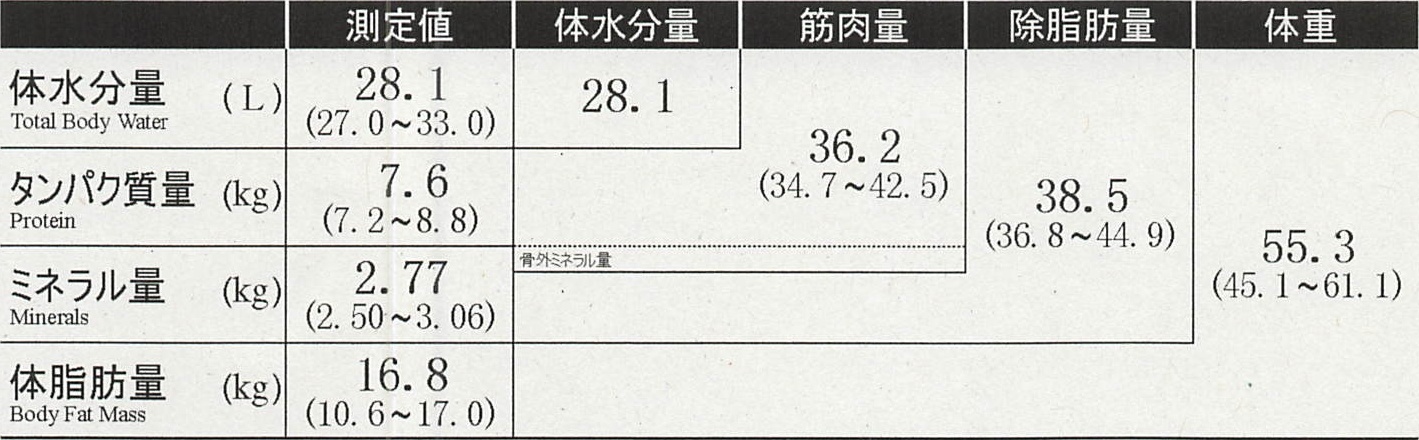 測定値 体水分量 筋肉量 除脂肪量 体重
体水分量 (L) 28.1 28.1
Total Body Water (27.0~33.0)
36.2
(34.7~42.5)
タンパク質量 (kg) 7.6
Protein (7.2~8.8)
38.5
(36.8~44.9)
55.3
(45.1~61.1)
骨外ミネラル量
ミネラル量 (kg) 2.77
Minerals (2.50~3.06)
体脂肪量 (kg) 16.8
Body Fat Mass (10.6~17.0)